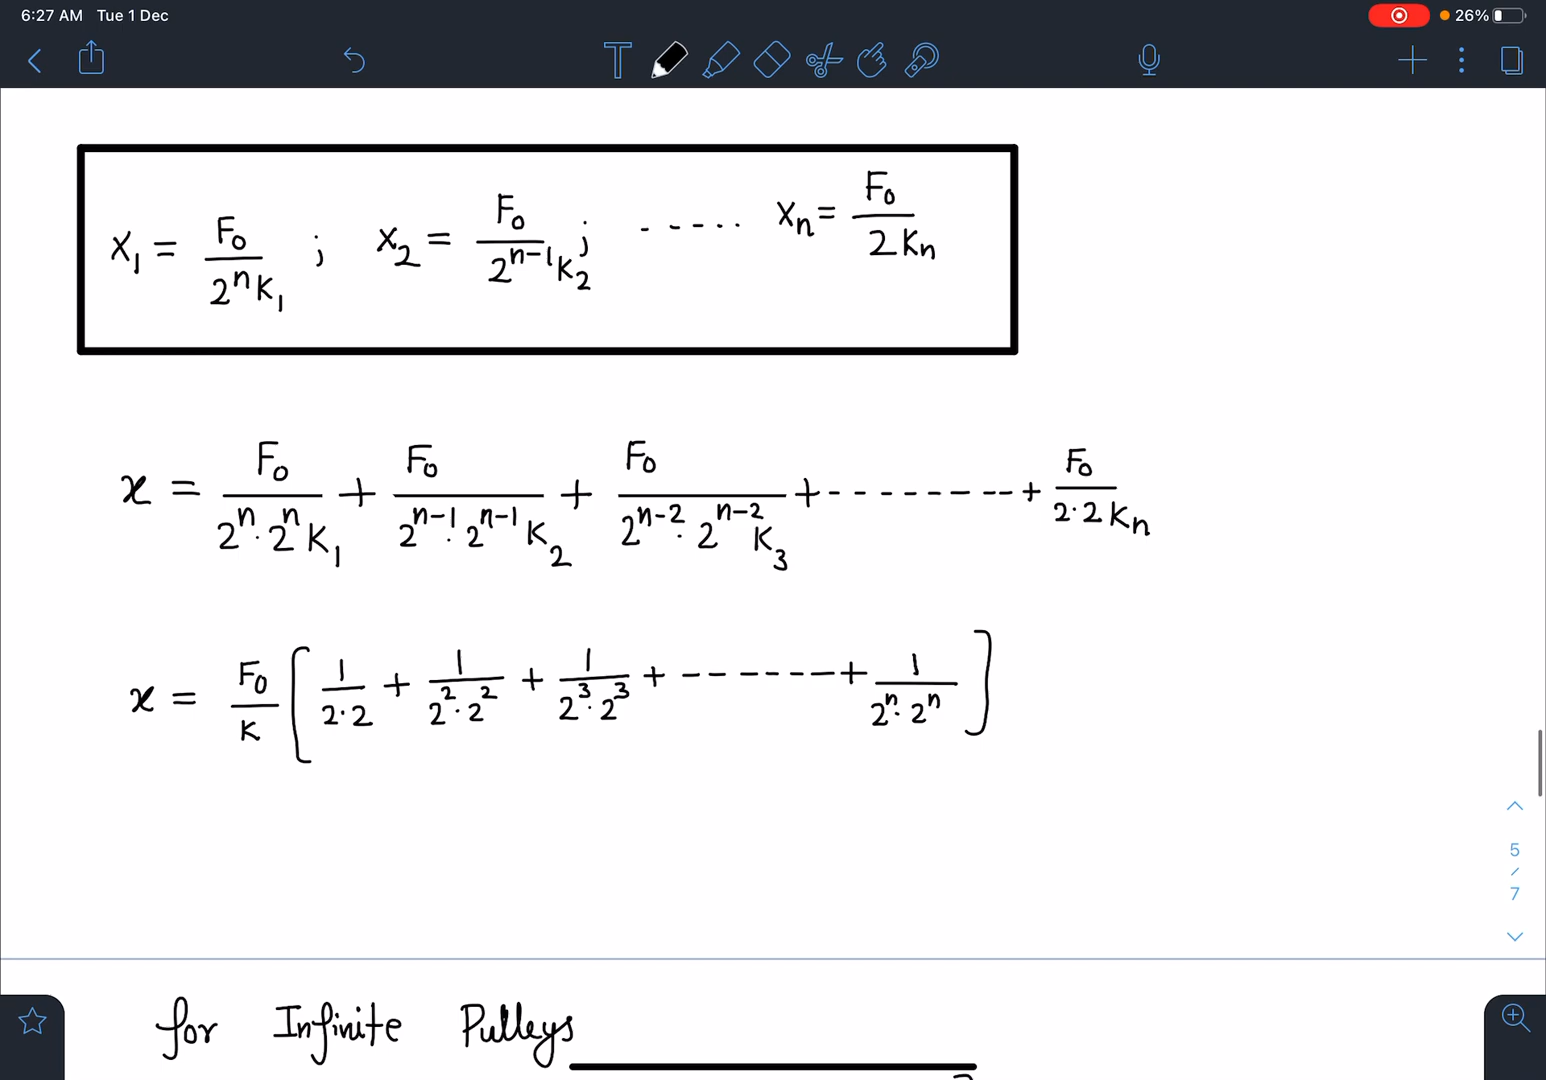 6:27 AM Tue 1 Dec 26%
T
x₁ = F₀/(2ⁿK₁) ; x₂ = F₀/(2ⁿ⁻¹K₂) ; ----- xₙ = F₀/(2Kₙ)
x = F₀/(2ⁿ·2ⁿK₁) + F₀/(2ⁿ⁻¹·2ⁿ⁻¹K₂) + F₀/(2ⁿ⁻²·2ⁿ⁻²K₃) + -------- + F₀/(2·2Kₙ)
x = F₀/K [ 1/(2·2) + 1/(2²·2²) + 1/(2³·2³) + ------ + 1/(2ⁿ·2ⁿ) ]
5
/
7
for Infinite Pulleys